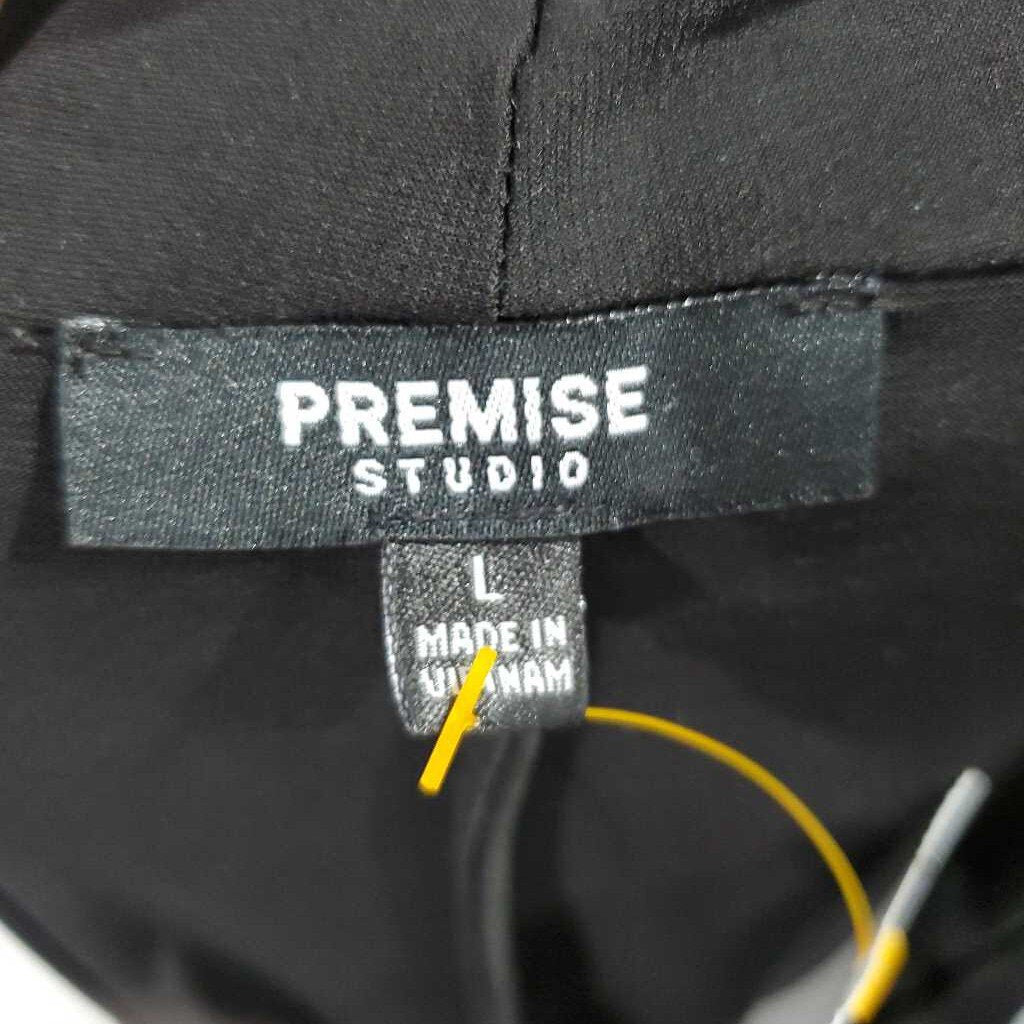 PREMISE
STUDIO
L
MADE IN
VIETNAM